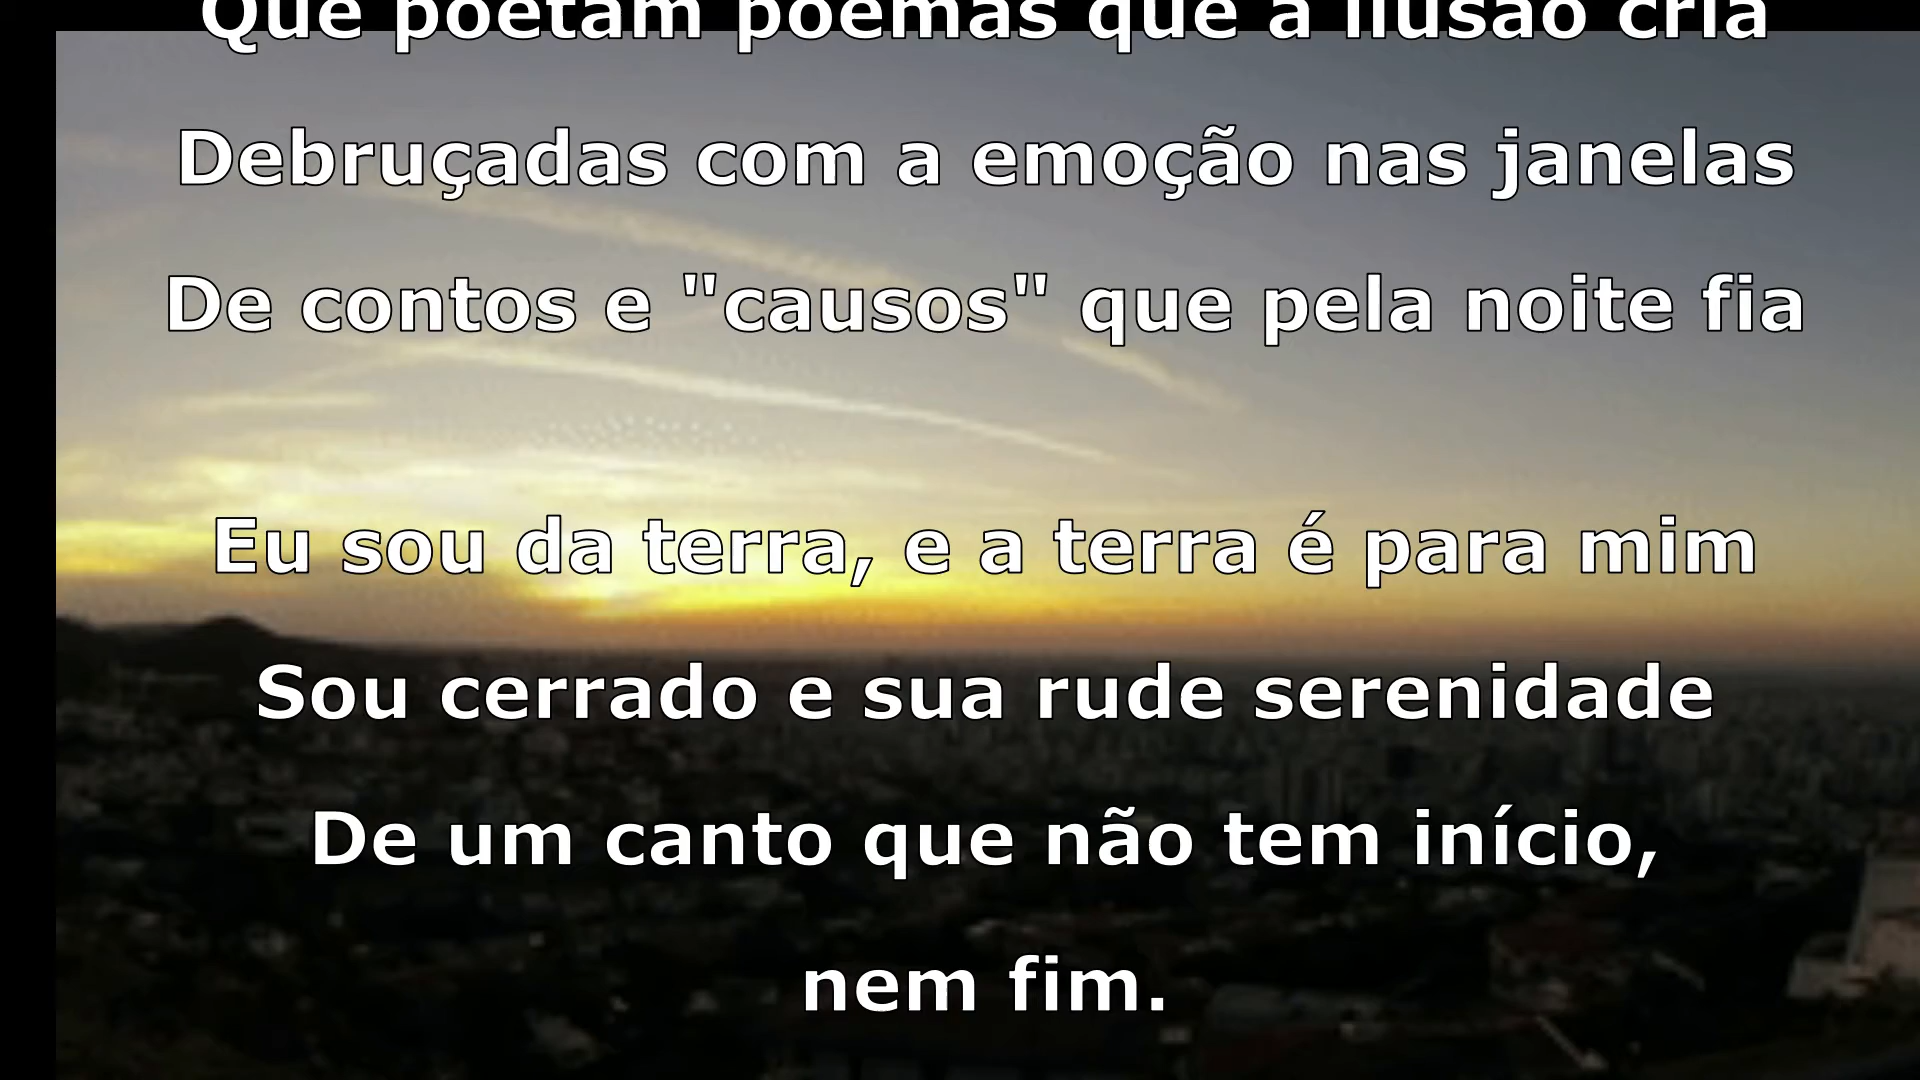 Que poetam poemas que a ilusão cria
Debruçadas com a emoção nas janelas
De contos e "causos" que pela noite fia
Eu sou da terra, e a terra é para mim
Sou cerrado e sua rude serenidade
De um canto que não tem início,
nem fim.